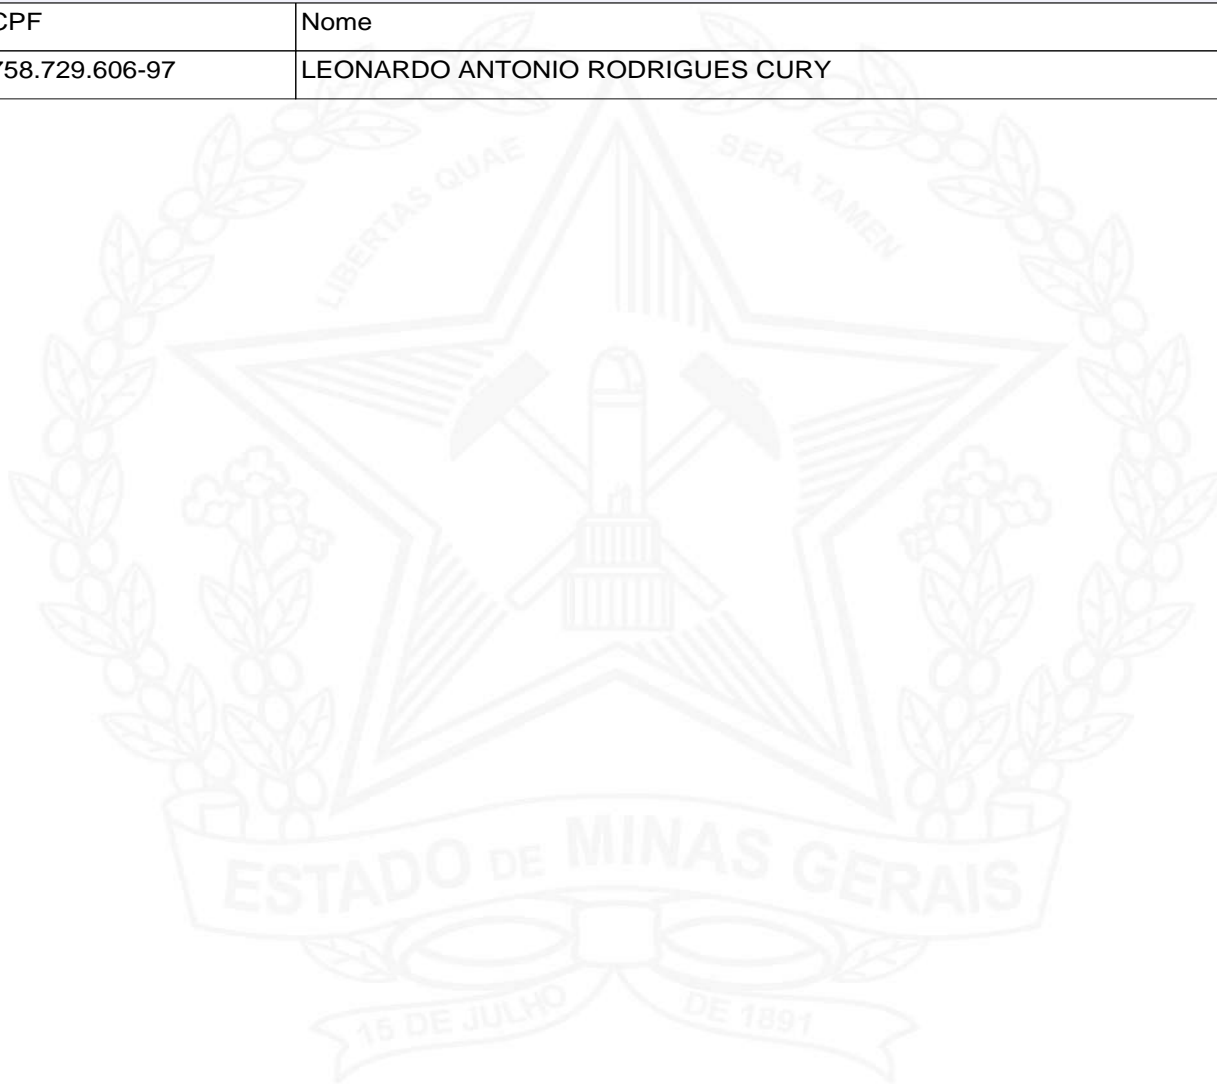 CPF Nome
758.729.606-97 LEONARDO ANTONIO RODRIGUES CURY
LIBERTAS QUAE SERA TAMEN
ESTADO DE MINAS GERAIS
15 DE JULHO DE 1891